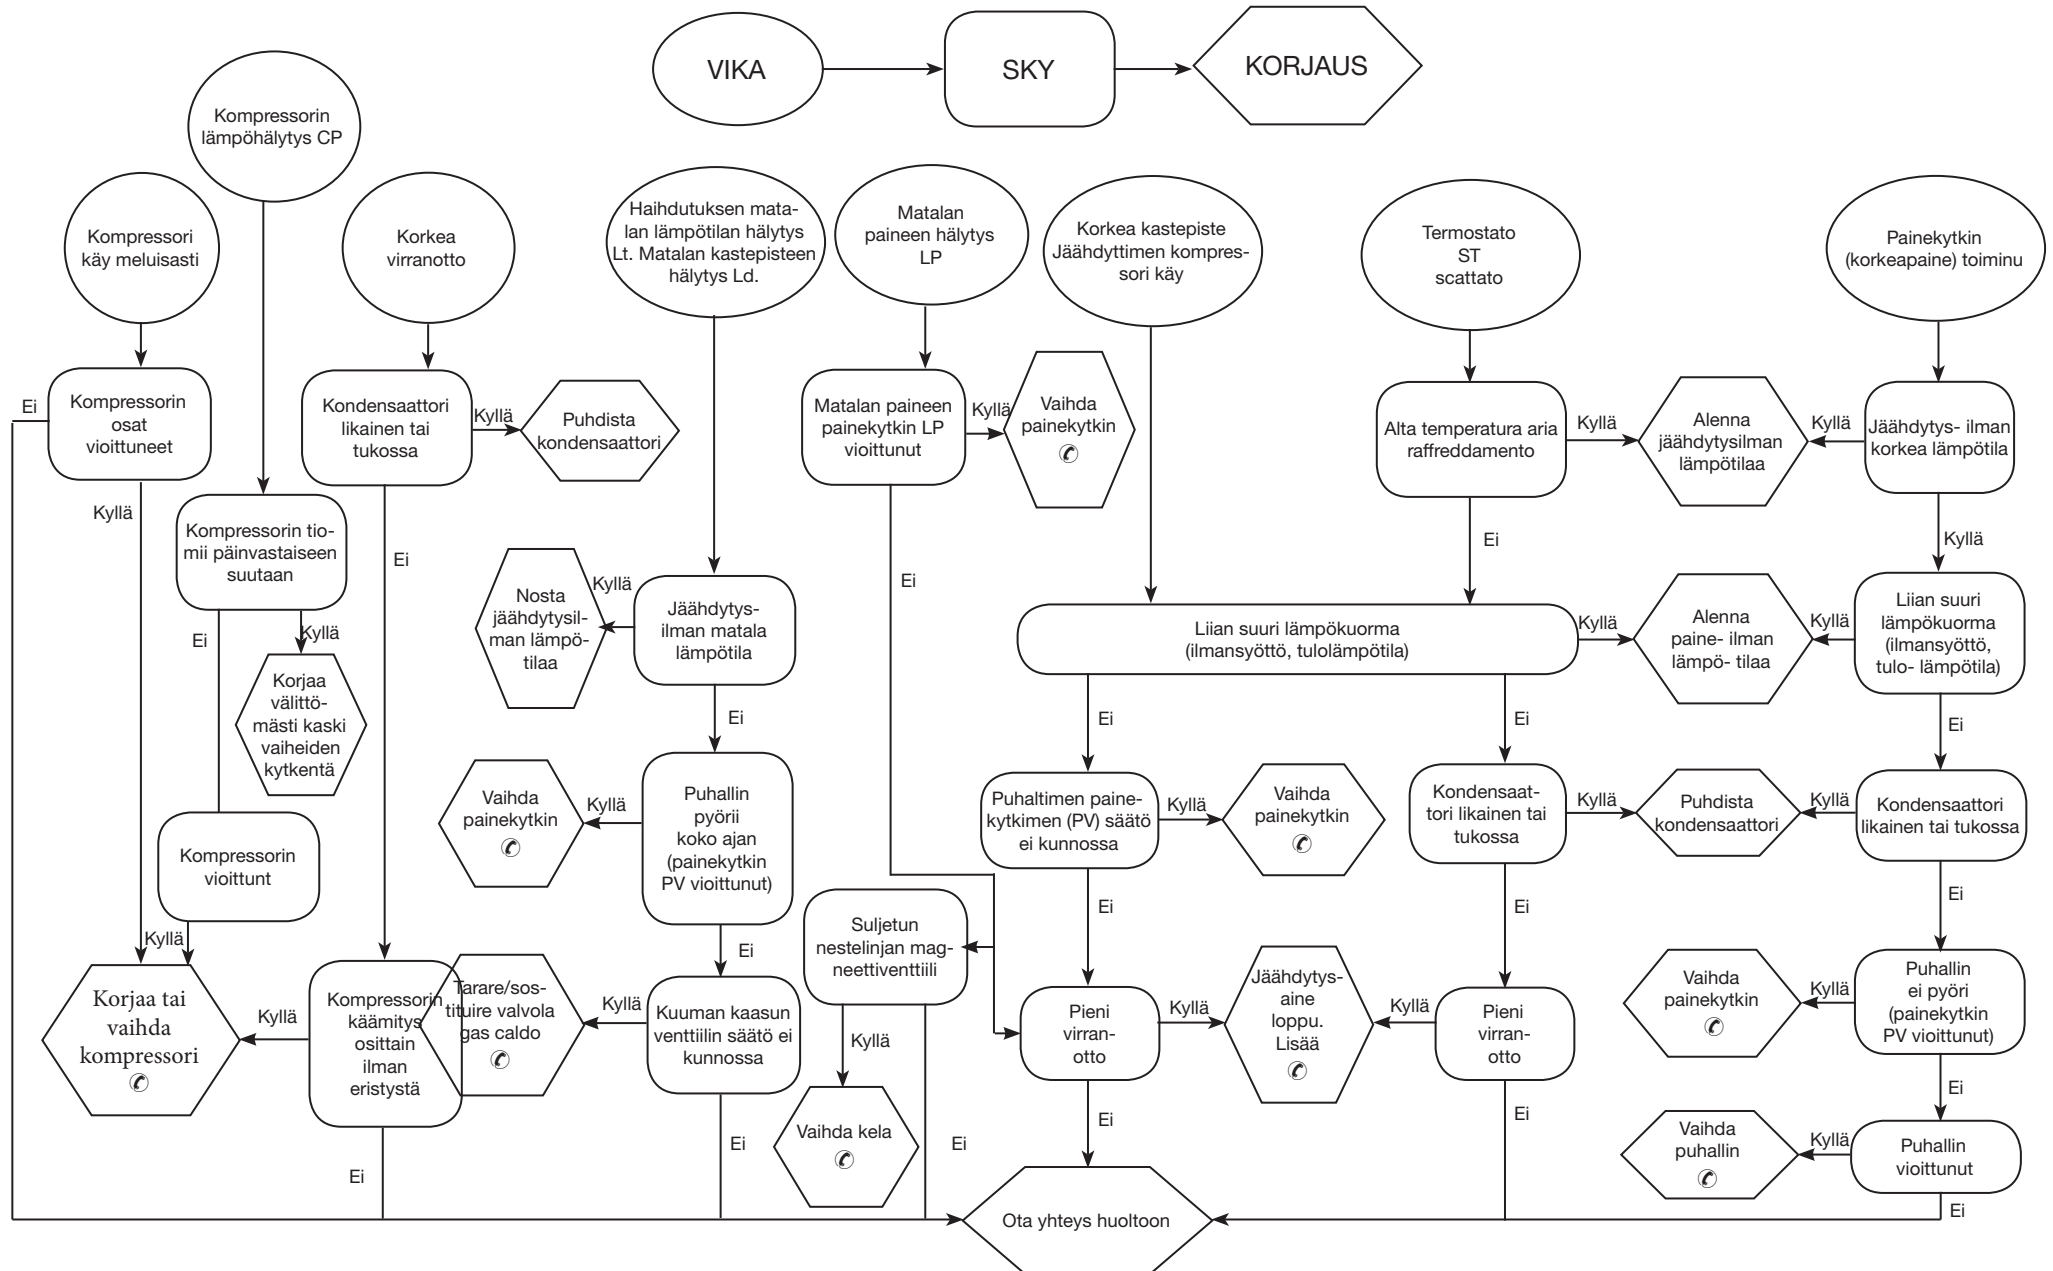 VIKA
SKY
KORJAUS
Kompressorin
lämpöhälytys CP
Kompressori
käy meluisasti
Korkea
virranotto
Haihdutuksen mata-
lan lämpötilan hälytys
Lt. Matalan kastepisteen
hälytys Ld.
Matalan
paineen hälytys
LP
Korkea kastepiste
Jäähdyttimen kompres-
sori käy
Termostato
ST
scattato
Painekytkin
(korkeapaine) toiminu
Ei
Kompressorin
osat
vioittuneet
Kondensaattori
likainen tai
tukossa
Kyllä
Puhdista
kondensaattori
Matalan paineen
painekytkin LP
vioittunut
Kyllä
Vaihda
painekytkin
✆
Alta temperatura aria
raffreddamento
Kyllä
Alenna
jäähdytysilman
lämpötilaa
Kyllä
Jäähdytys- ilman
korkea lämpötila
Kyllä
Kompressorin tio-
mii päinvastaiseen
suutaan
Ei
Ei
Ei
Kyllä
Nosta
jäähdytysil-
man lämpö-
tilaa
Kyllä
Jäähdytys-
ilman matala
lämpötila
Liian suuri lämpökuorma
(ilmansyöttö, tulolämpötila)
Kyllä
Alenna
paine- ilman
lämpö- tilaa
Kyllä
Liian suuri
lämpökuorma
(ilmansyöttö,
tulo- lämpötila)
Ei
Kyllä
Korjaa
välittö-
mästi kaski
vaiheiden
kytkentä
Ei
Ei
Ei
Ei
Vaihda
painekytkin
✆
Kyllä
Puhallin
pyörii
koko ajan
(painekytkin
PV vioittunut)
Puhaltimen paine-
kytkimen (PV) säätö
ei kunnossa
Kyllä
Vaihda
painekytkin
✆
Kondensaat-
tori likainen tai
tukossa
Kyllä
Puhdista
kondensaattori
Kyllä
Kondensaattori
likainen tai tukossa
Kompressorin
vioittunt
Ei
Ei
Ei
Kyllä
Ei
Suljetun
nestelinjan mag-
neettiventtiili
Korjaa tai
vaihda
kompressori
✆
Kyllä
Kompressorin
käämitys
osittain
ilman
eristystä
Tarare/sos-
tituire valvola
gas caldo
✆
Kyllä
Kuuman kaasun
venttiilin säätö ei
kunnossa
Kyllä
Pieni
virran-
otto
Kyllä
Jäähdytys-
aine
loppu.
Lisää
✆
Kyllä
Pieni
virran-
otto
Vaihda
painekytkin
✆
Kyllä
Puhallin
ei pyöri
(painekytkin
PV vioittunut)
Ei
Ei
Ei
Ei
Ei
Ei
Vaihda kela
✆
Vaihda
puhallin
✆
Kyllä
Puhallin
vioittunut
Ei
Ota yhteys huoltoon
Ei